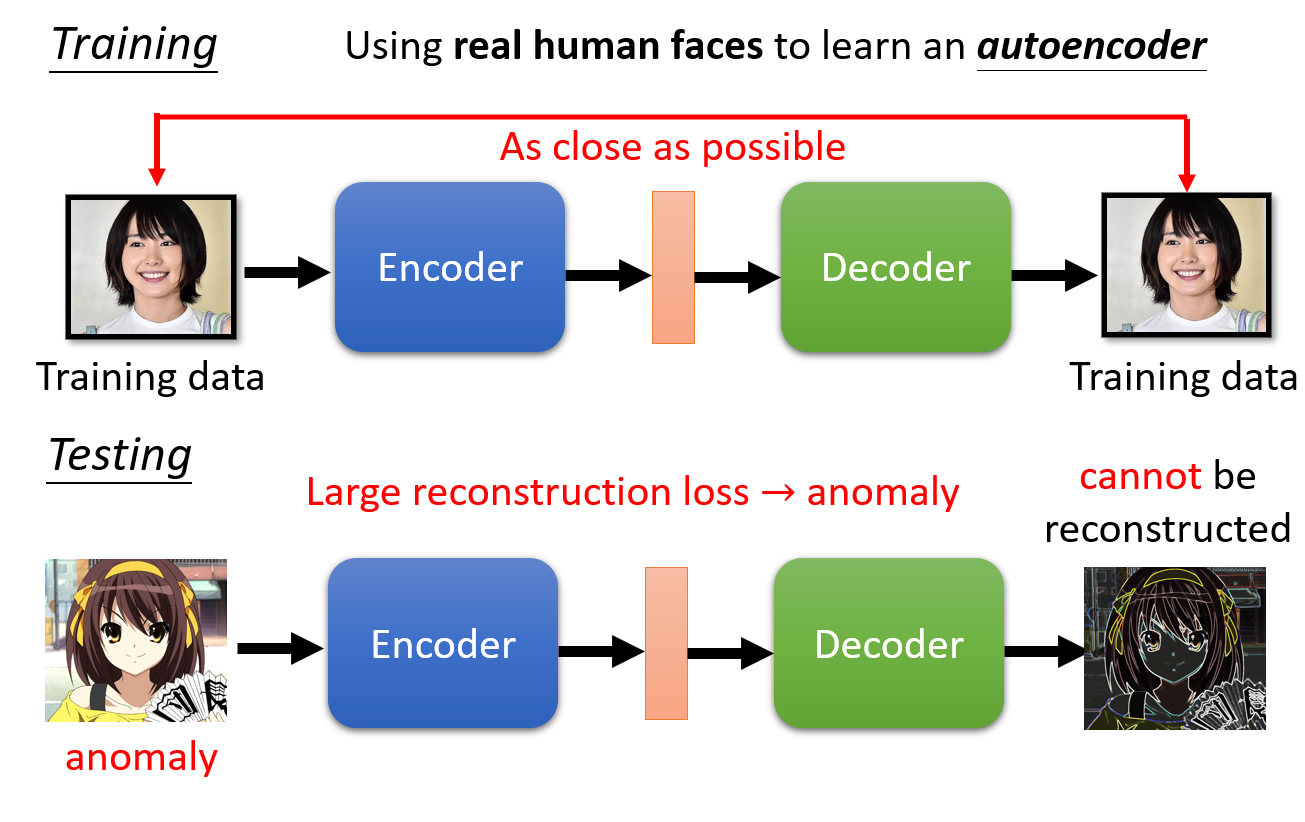 Training
Using real human faces to learn an autoencoder
As close as possible
Encoder
Decoder
Training data
Training data
Testing
Large reconstruction loss → anomaly
cannot be
reconstructed
Encoder
Decoder
anomaly